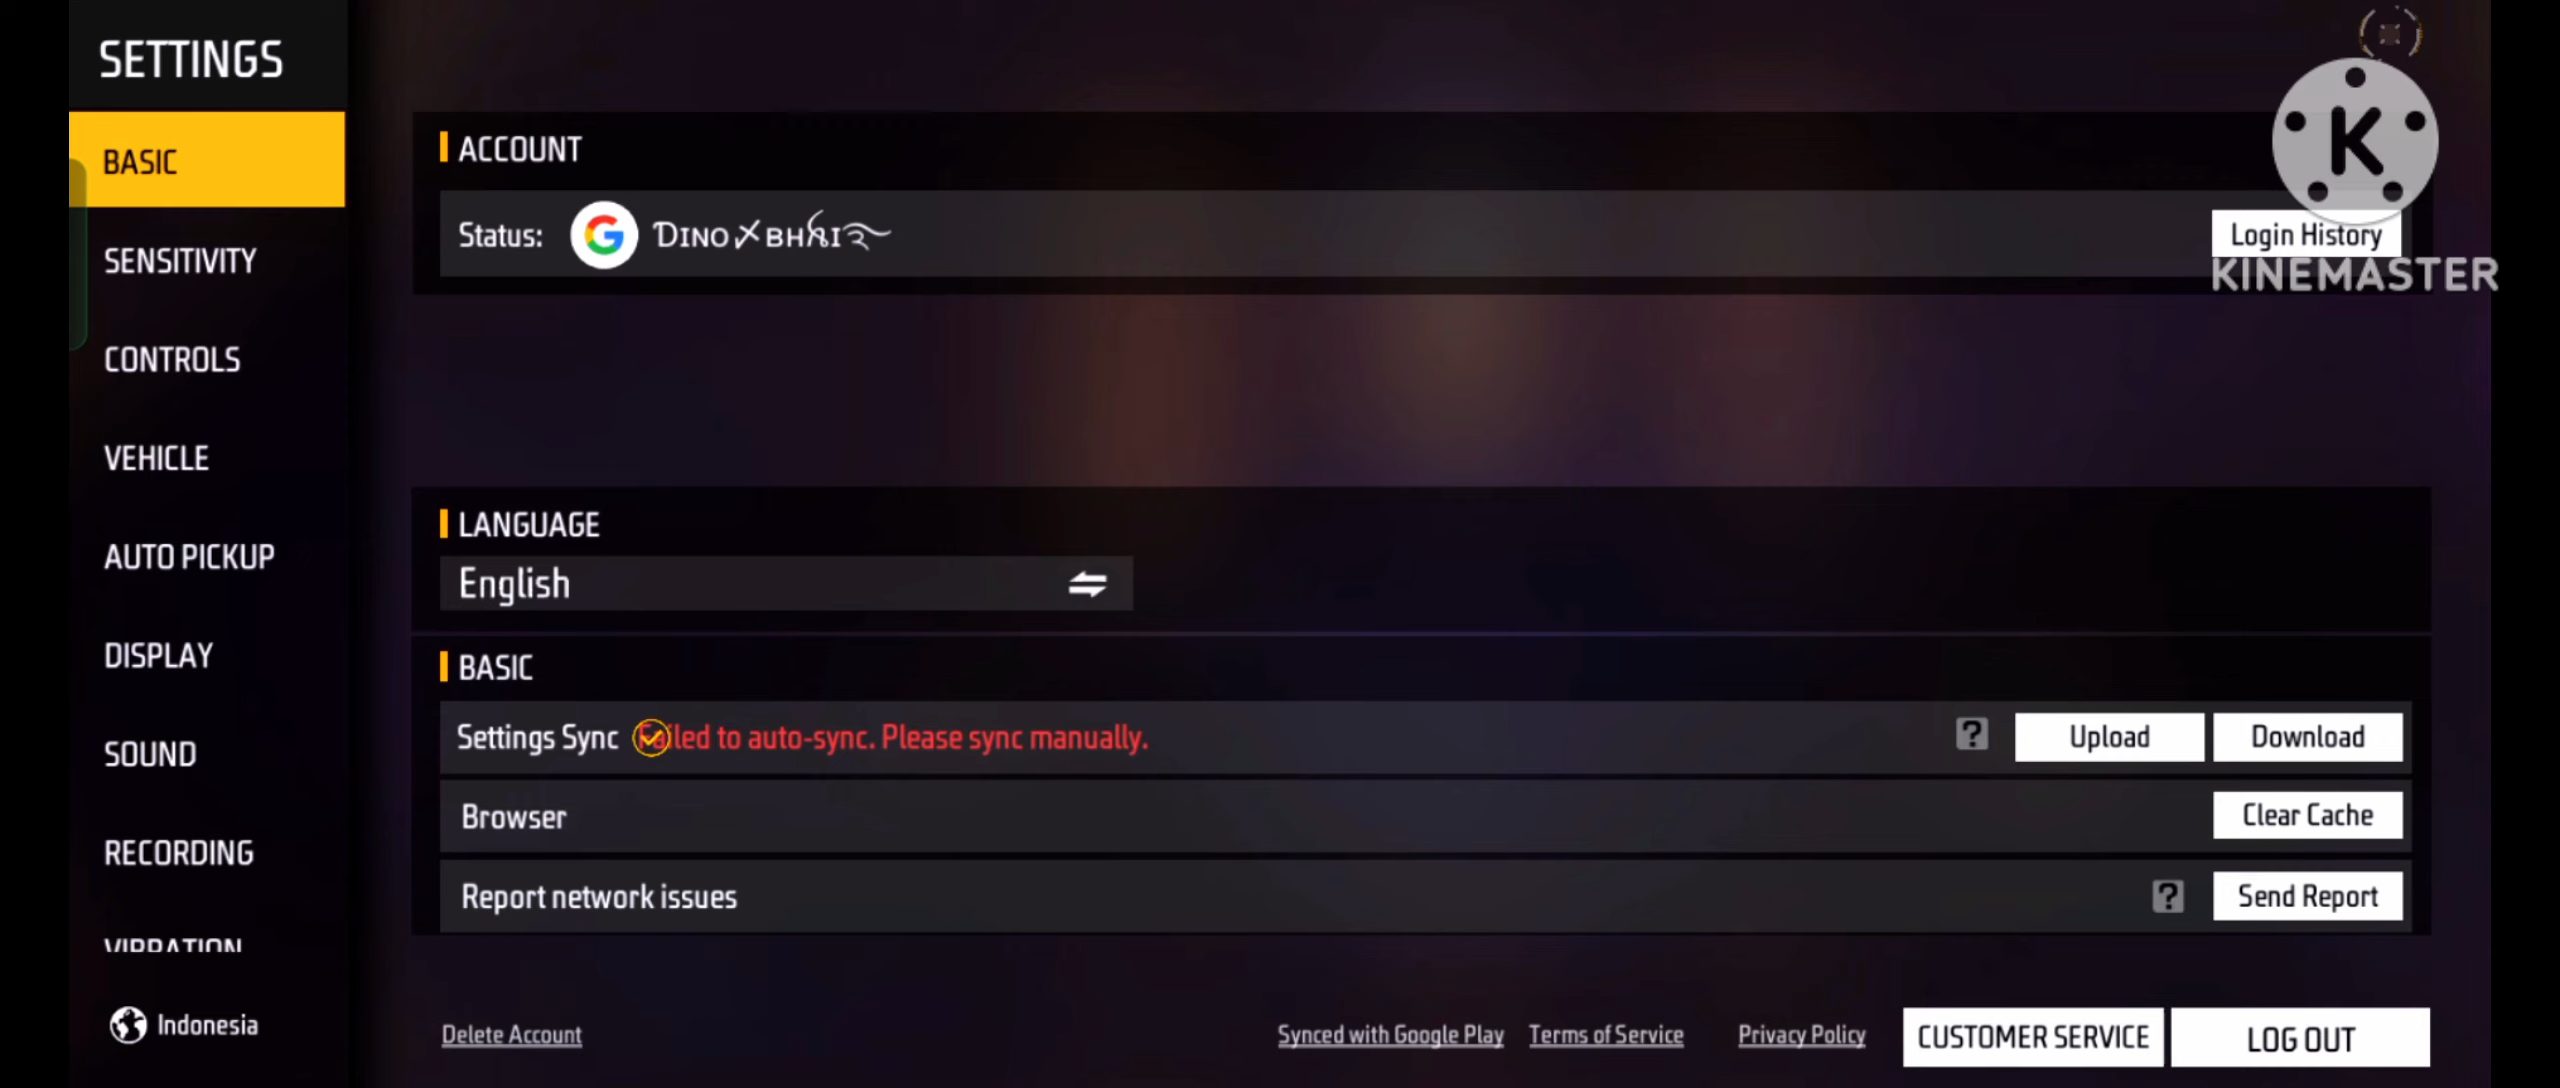 SETTINGS
BASIC
SENSITIVITY
CONTROLS
VEHICLE
AUTO PICKUP
DISPLAY
SOUND
RECORDING
VIBRATION
Indonesia
ACCOUNT
Status:
Login History
K
KINEMASTER
LANGUAGE
English
BASIC
Settings Sync Failed to auto-sync. Please sync manually. ? Upload Download
Browser Clear Cache
Report network issues ? Send Report
Delete Account Synced with Google Play Terms of Service Privacy Policy CUSTOMER SERVICE LOG OUT